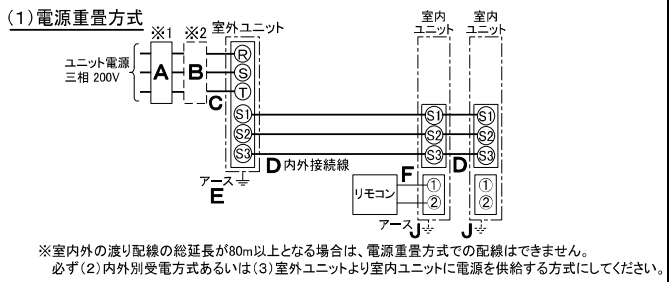 (1)電源重畳方式
※1 ※2 室外ユニット 室内ユニット 室内ユニット
ユニット電源
三相 200V
A B C
R
S
T
S1 S1 S1
S2 S2 S2
S3 S3 S3
D 内外接続線 D
アース
E
リモコン F ① ①
② ②
アース J J
※室内外の渡り配線の総延長が80m以上となる場合は、電源重畳方式での配線はできません。
必ず(2)内外別受電方式あるいは(3)室外ユニットより室内ユニットに電源を供給する方式にしてください。